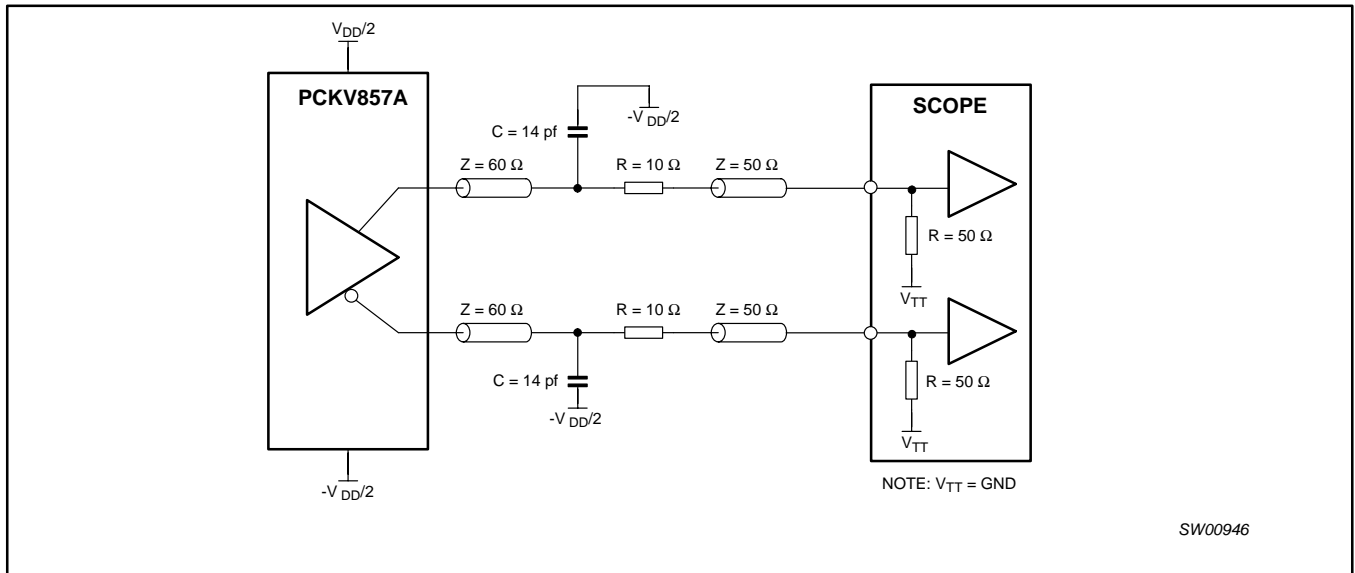 VDD/2
PCKV857A
SCOPE
-VDD/2
C = 14 pf
Z = 60 Ω
R = 10 Ω
Z = 50 Ω
R = 50 Ω
VTT
Z = 60 Ω
R = 10 Ω
Z = 50 Ω
C = 14 pf
-VDD/2
R = 50 Ω
VTT
-VDD/2
NOTE: VTT = GND
SW00946